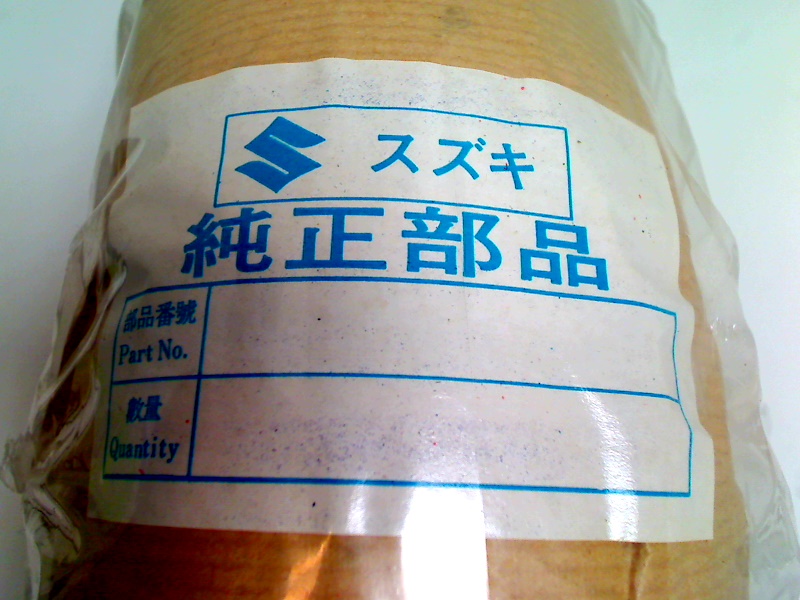 スズキ
純正部品
部品番號
Part No.
數量
Quantity